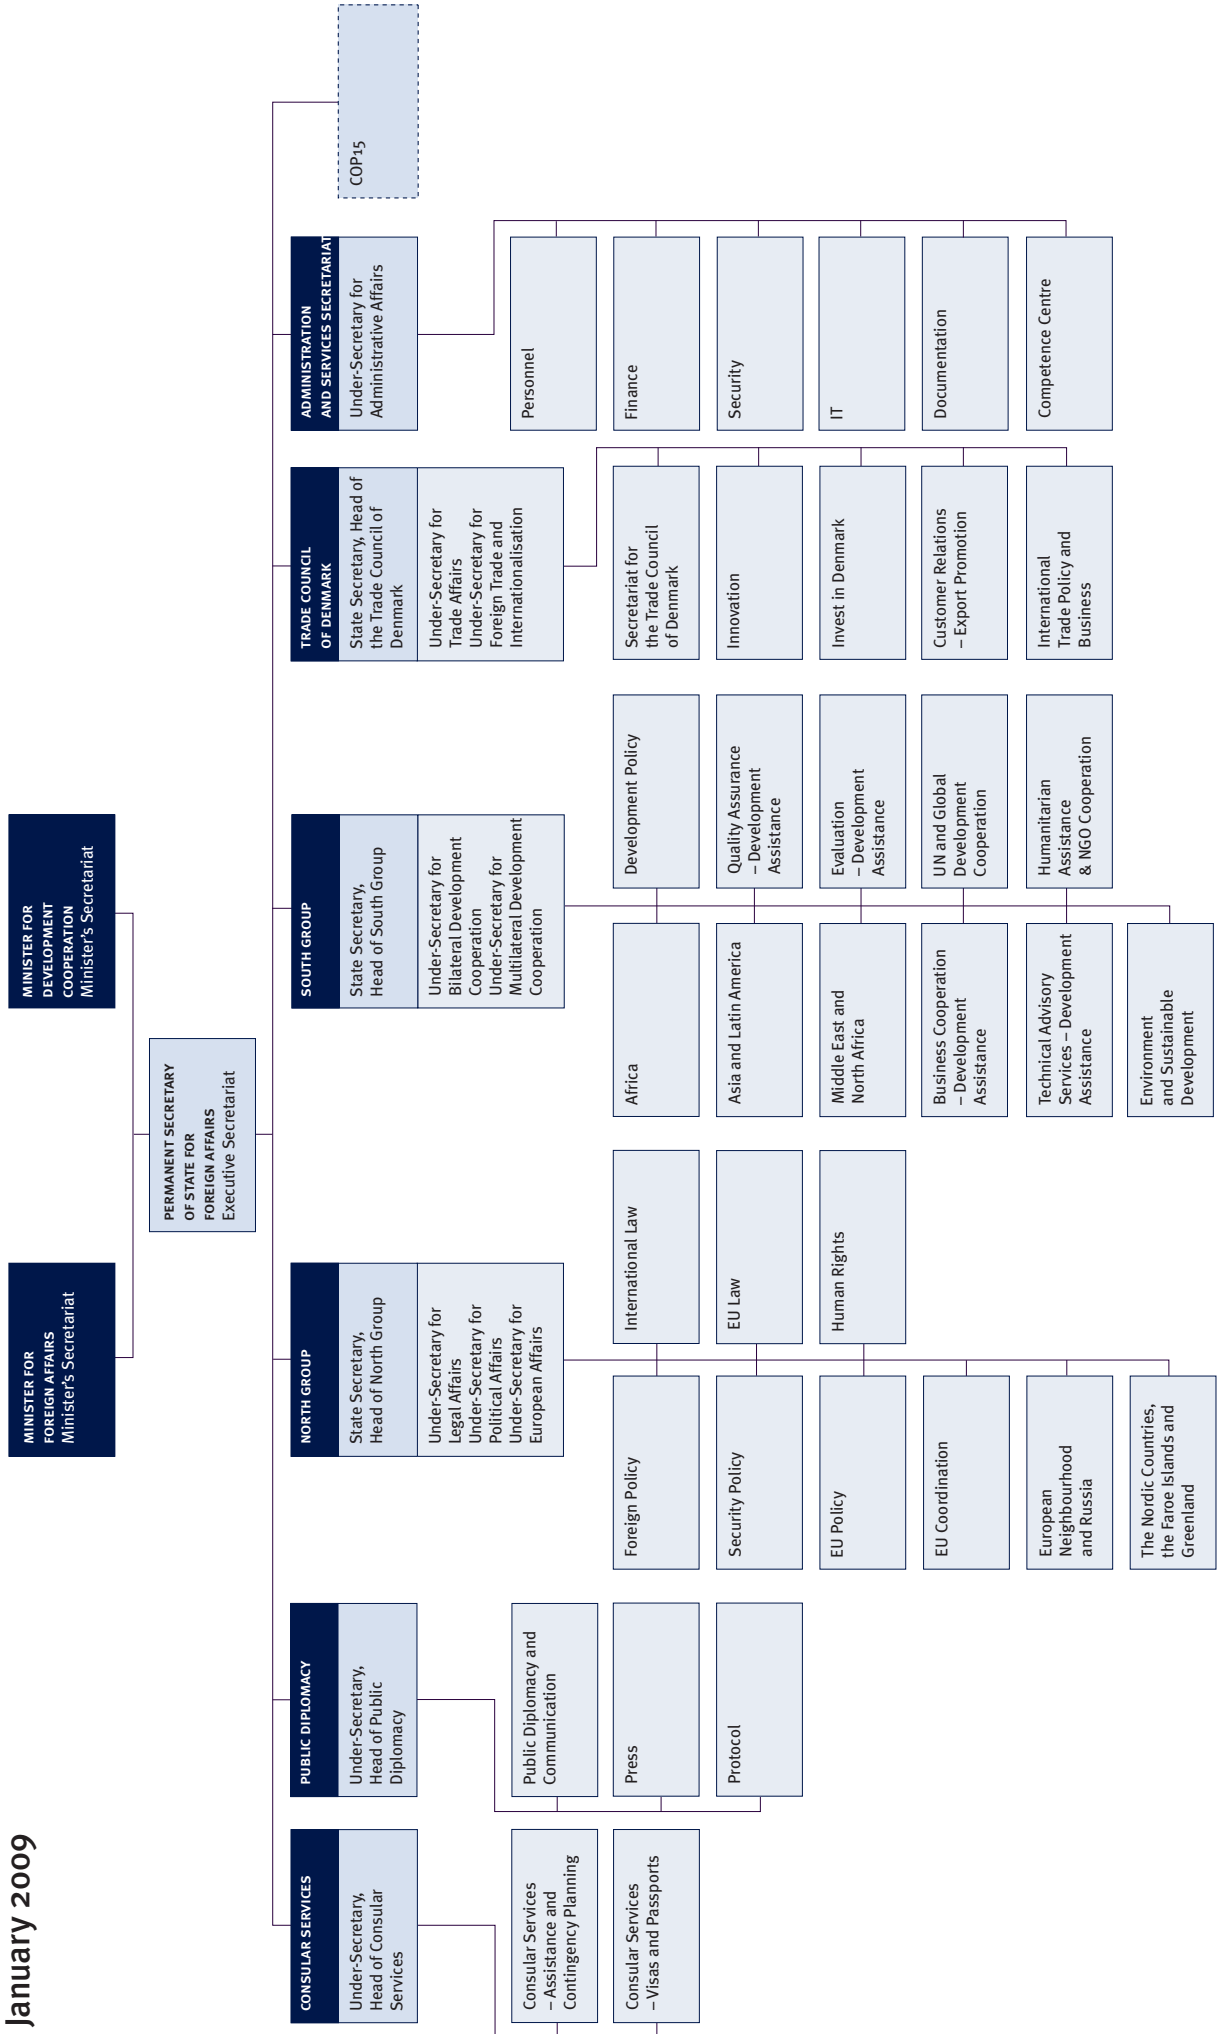 January 2009
MINISTER FOR
FOREIGN AFFAIRS
Minister's Secretariat
MINISTER FOR
DEVELOPMENT
COOPERATION
Minister's Secretariat
PERMANENT SECRETARY
OF STATE FOR
FOREIGN AFFAIRS
Executive Secretariat
CONSULAR SERVICES
Under-Secretary,
Head of Consular
Services
Consular Services
– Assistance and
Contingency Planning
Consular Services
– Visas and Passports
PUBLIC DIPLOMACY
Under-Secretary,
Head of Public
Diplomacy
Public Diplomacy and
Communication
Press
Protocol
NORTH GROUP
State Secretary,
Head of North Group
Under-Secretary for
Legal Affairs
Under-Secretary for
Political Affairs
Under-Secretary for
European Affairs
Foreign Policy
Security Policy
EU Policy
EU Coordination
European
Neighbourhood
and Russia
The Nordic Countries,
the Faroe Islands and
Greenland
International Law
EU Law
Human Rights
SOUTH GROUP
State Secretary,
Head of South Group
Under-Secretary for
Bilateral Development
Cooperation
Under-Secretary for
Multilateral Development
Cooperation
Africa
Asia and Latin America
Middle East and
North Africa
Business Cooperation
– Development
Assistance
Technical Advisory
Services – Development
Assistance
Environment
and Sustainable
Development
Development Policy
Quality Assurance
– Development
Assistance
Evaluation
– Development
Assistance
UN and Global
Development
Cooperation
Humanitarian
Assistance
& NGO Cooperation
TRADE COUNCIL
OF DENMARK
State Secretary, Head of
the Trade Council of
Denmark
Under-Secretary for
Trade Affairs
Under-Secretary for
Foreign Trade and
Internationalisation
Secretariat for
the Trade Council
of Denmark
Innovation
Invest in Denmark
Customer Relations
– Export Promotion
International
Trade Policy and
Business
ADMINISTRATION
AND SERVICES SECRETARIAT
Under-Secretary for
Administrative Affairs
Personnel
Finance
Security
IT
Documentation
Competence Centre
COP15